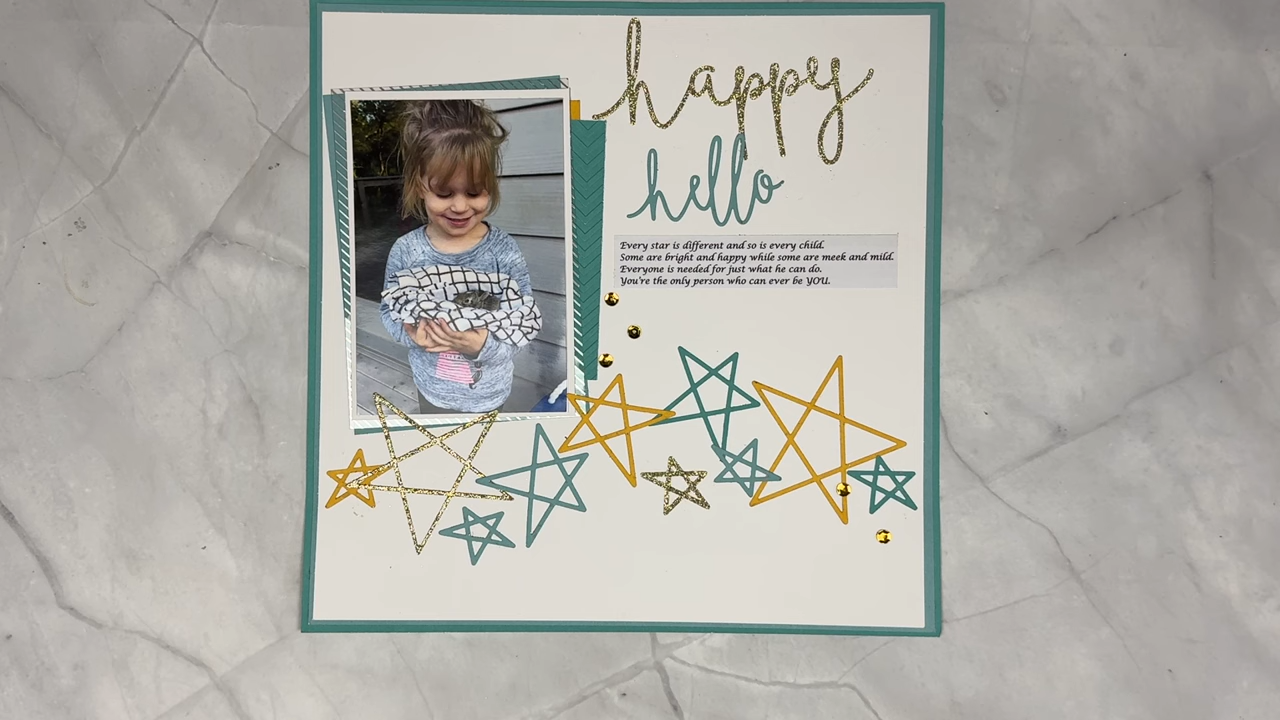 happy
hello
Every star is different and so is every child.
Some are bright and happy while some are meek and mild.
Everyone is needed for just what he can do.
You're the only person who can ever be YOU.